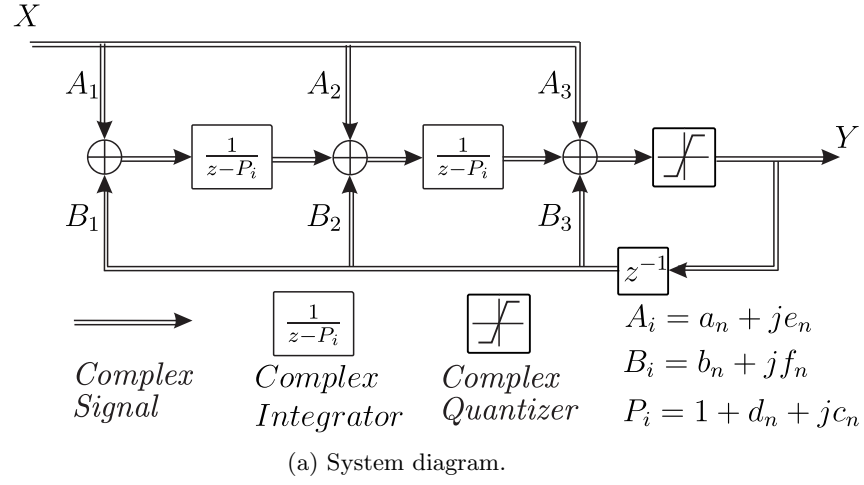 X
A₁
A₂
A₃
1
z−Pᵢ
1
z−Pᵢ
Y
B₁
B₂
B₃
z⁻¹
1
z−Pᵢ
Complex
Signal
Complex
Integrator
Complex
Quantizer
Aᵢ = aₙ + jeₙ
Bᵢ = bₙ + jfₙ
Pᵢ = 1 + dₙ + jcₙ
(a) System diagram.